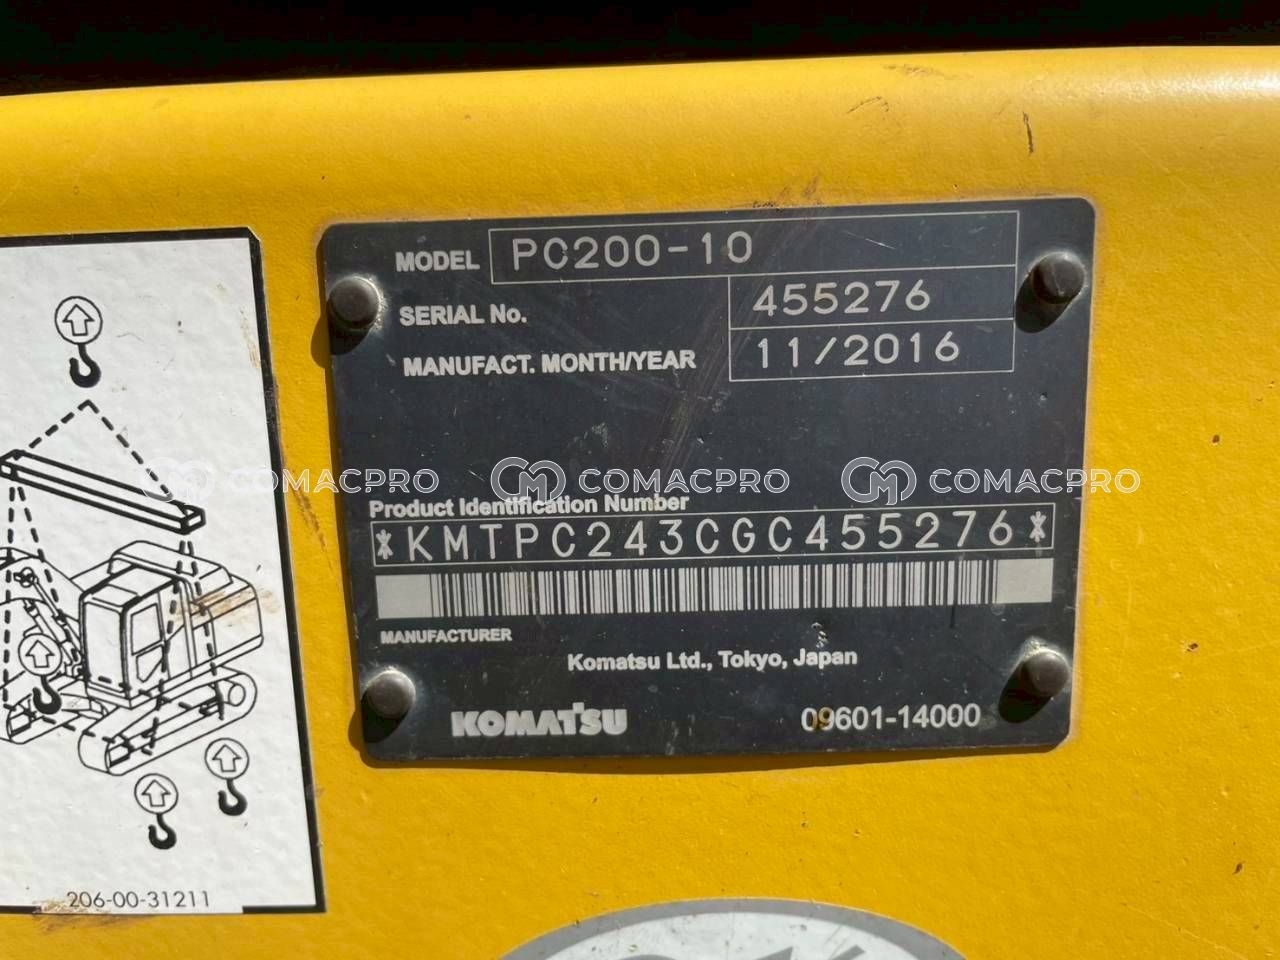 MODEL PC200-10
SERIAL No. 455276
MANUFACT. MONTH/YEAR 11/2016
COMACPRO COMACPRO COMACPRO
Product Identification Number
*KMTPC243CGC455276*
MANUFACTURER
Komatsu Ltd., Tokyo, Japan
KOMATSU 09601-14000
206-00-31211